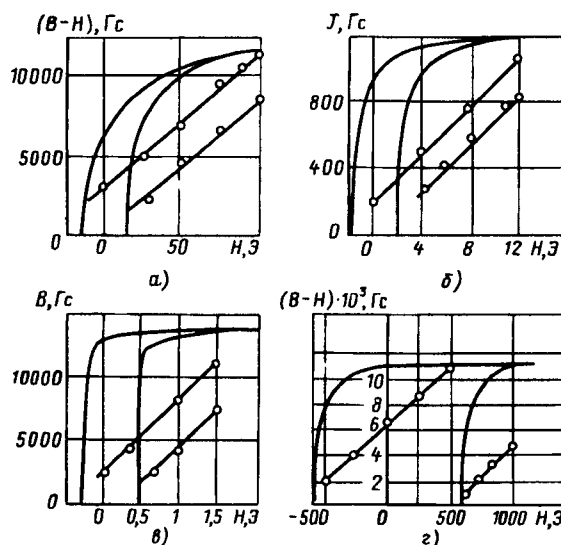 (B-H), Гс
10000
5000
0
0 50 H,Э
а)
J, Гс
800
400
0
0 4 8 12 H,Э
б)
B, Гс
10000
5000
0
0 0,5 1 1,5 H,Э
в)
(B-H)·10³, Гс
10
8
6
4
2
-500 0 500 1000 H,Э
г)